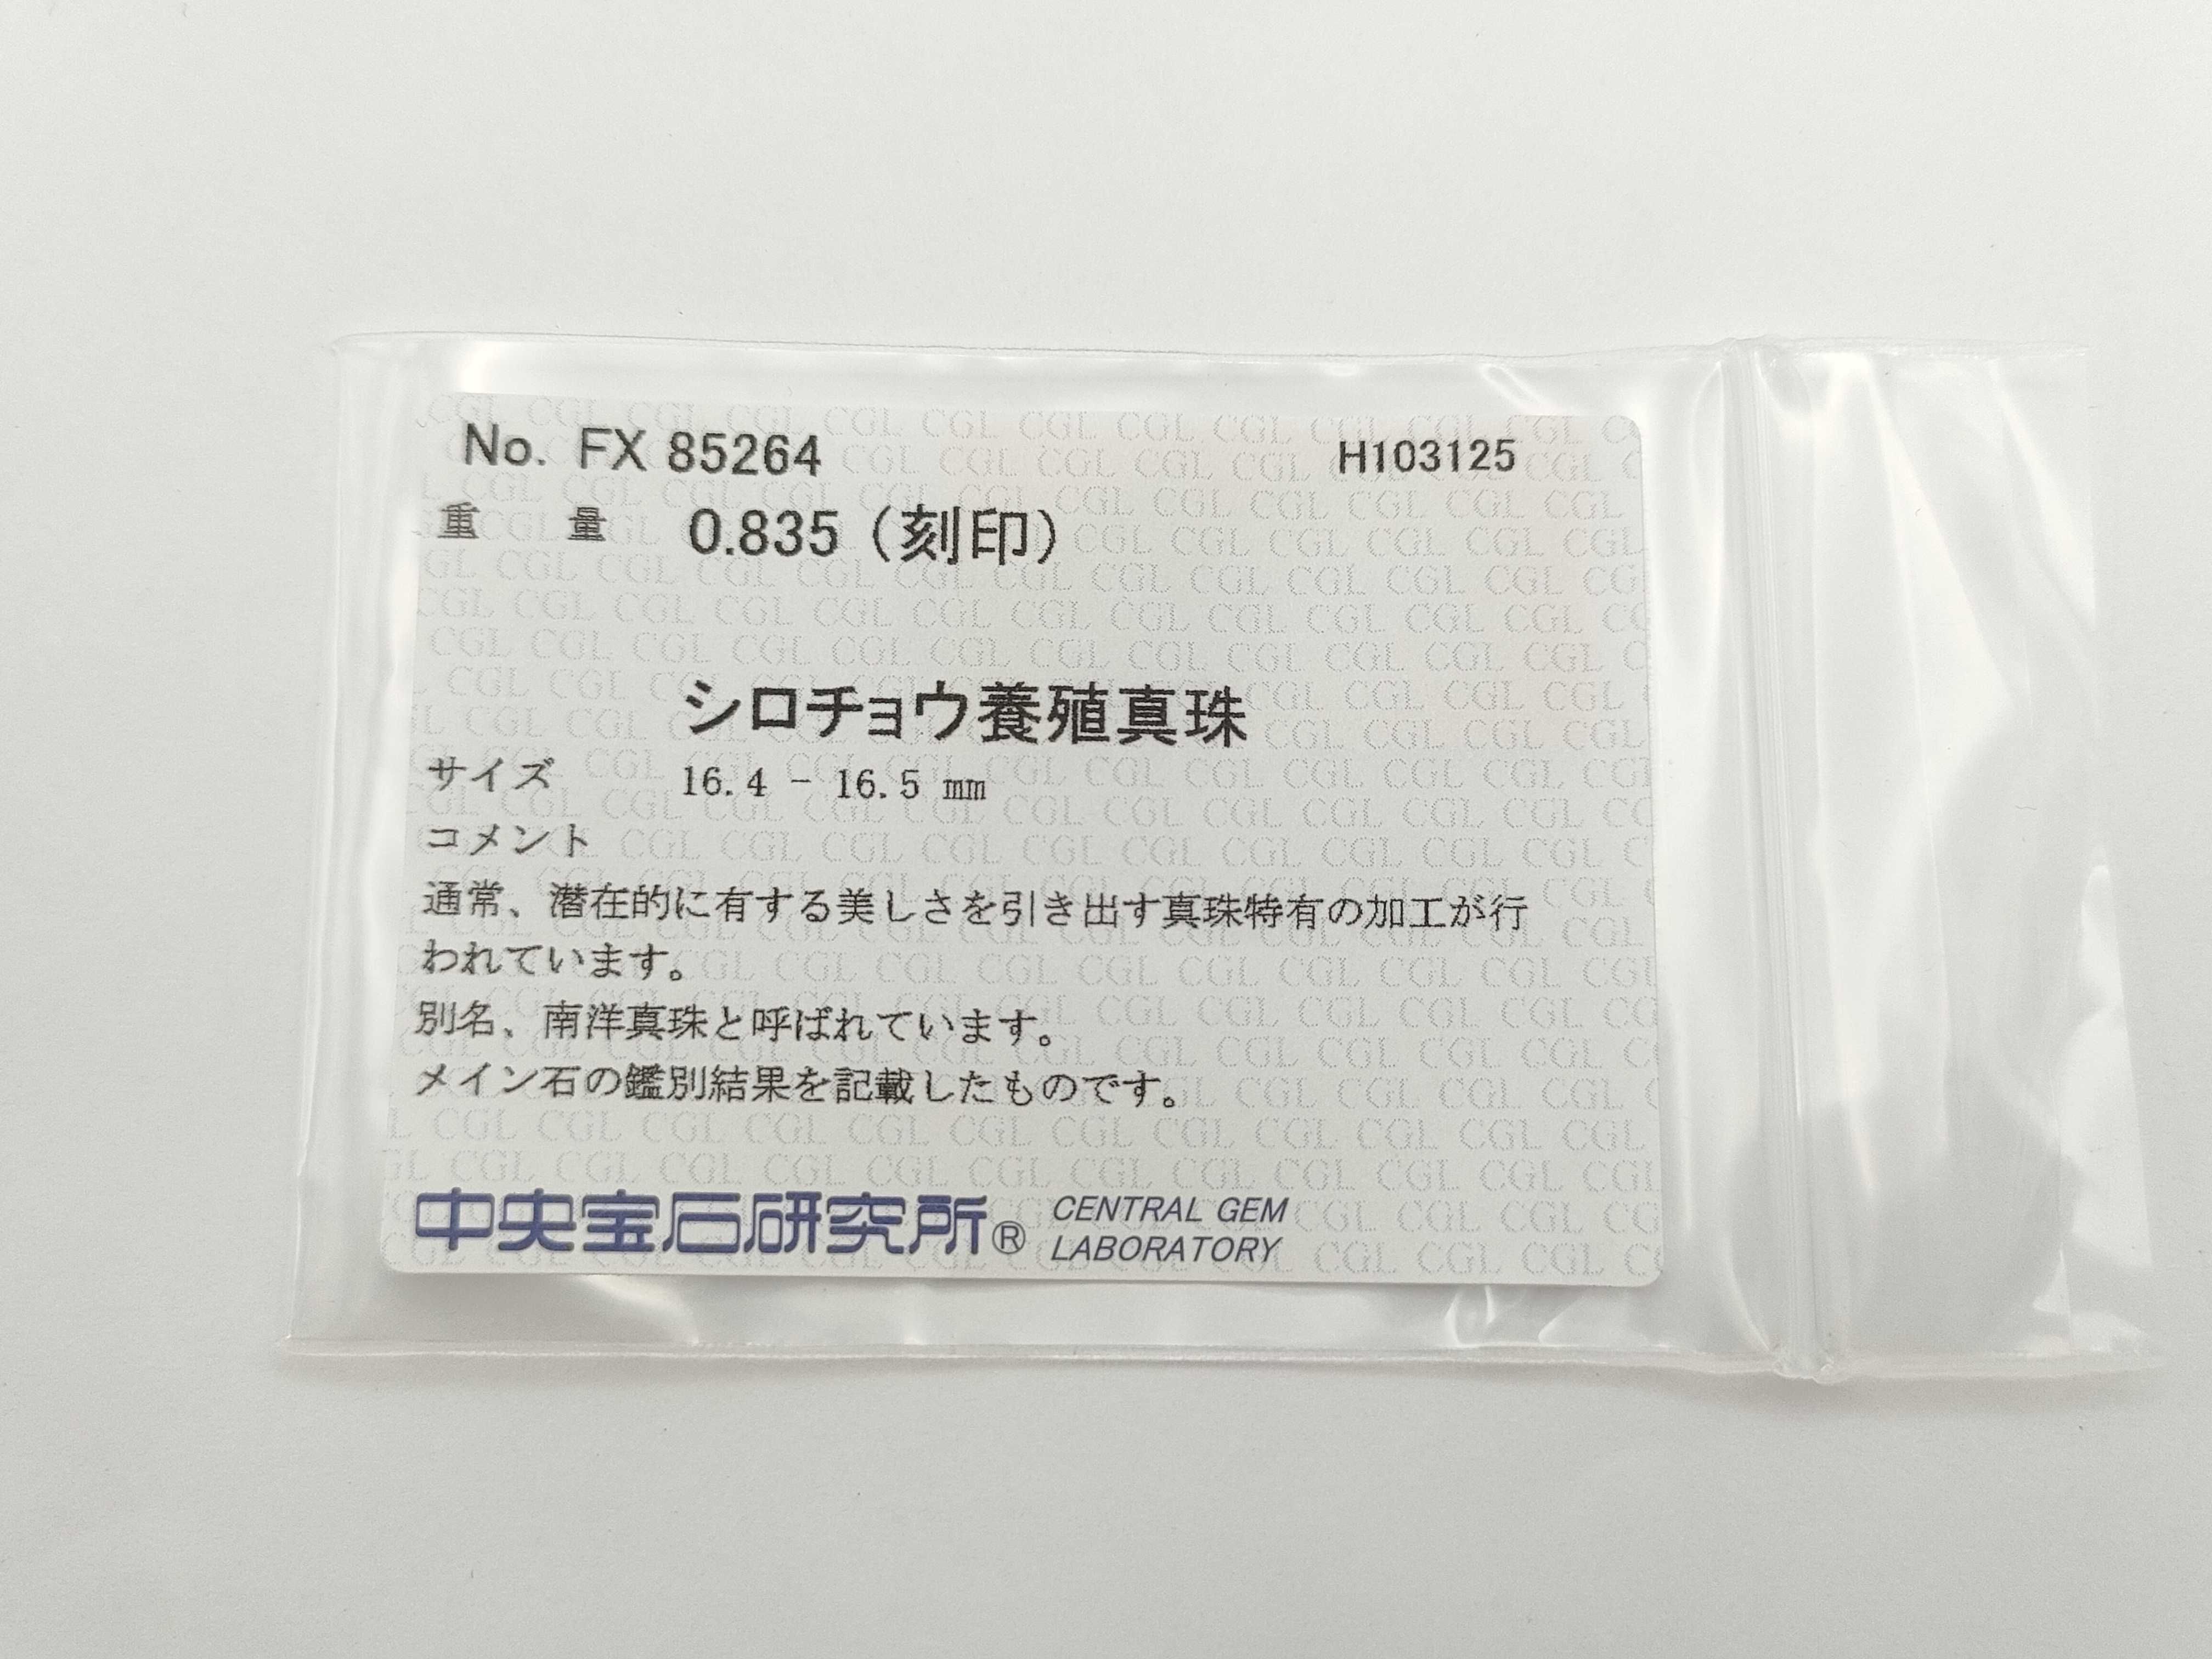 No. FX 85264 H103125
重 量 0.835（刻印）
シロチョウ養殖真珠
サイズ 16.4 - 16.5 mm
コメント
通常、潜在的に有する美しさを引き出す真珠特有の加工が行
われています。
別名、南洋真珠と呼ばれています。
メイン石の鑑別結果を記載したものです。
中央宝石研究所® CENTRAL GEM
LABORATORY